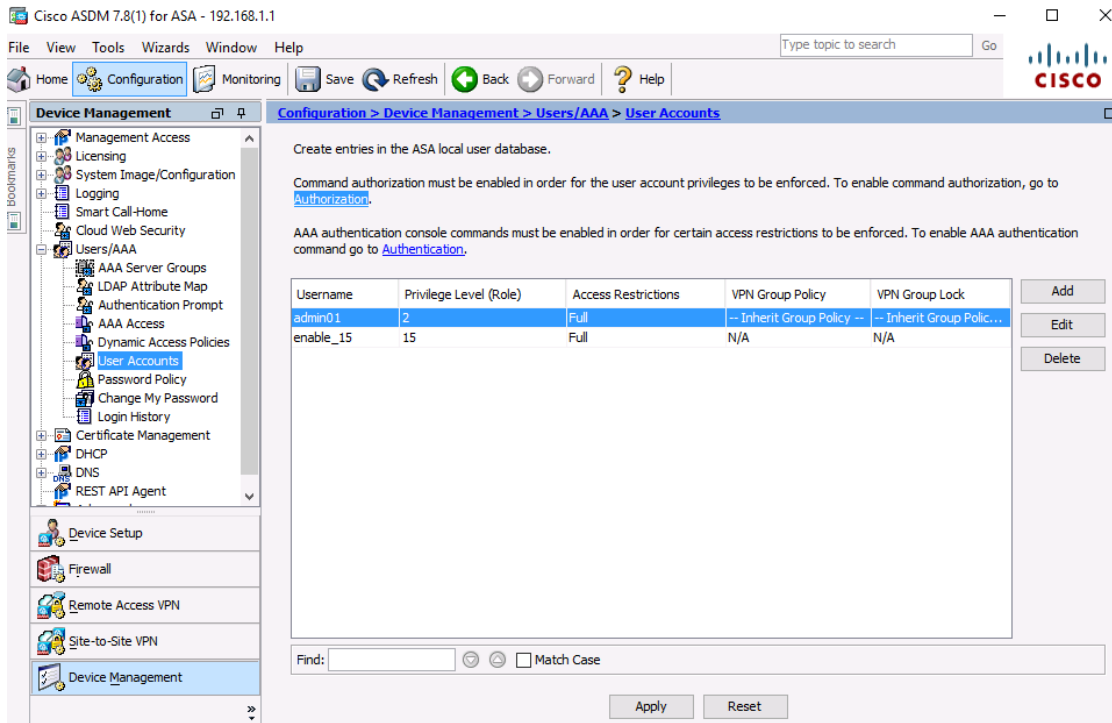 Cisco ASDM 7.8(1) for ASA - 192.168.1.1
File View Tools Wizards Window Help
Type topic to search Go
Home Configuration Monitoring Save Refresh Back Forward Help
CISCO
Bookmarks
Device Management
Management Access
Licensing
System Image/Configuration
Logging
Smart Call-Home
Cloud Web Security
Users/AAA
AAA Server Groups
LDAP Attribute Map
Authentication Prompt
AAA Access
Dynamic Access Policies
User Accounts
Password Policy
Change My Password
Login History
Certificate Management
DHCP
DNS
REST API Agent
Device Setup
Firewall
Remote Access VPN
Site-to-Site VPN
Device Management
Configuration > Device Management > Users/AAA > User Accounts
Create entries in the ASA local user database.
Command authorization must be enabled in order for the user account privileges to be enforced. To enable command authorization, go to
Authorization.
AAA authentication console commands must be enabled in order for certain access restrictions to be enforced. To enable AAA authentication
command go to Authentication.
Username Privilege Level (Role) Access Restrictions VPN Group Policy VPN Group Lock
admin01 2 Full -- Inherit Group Policy -- -- Inherit Group Polic...
enable_15 15 Full N/A N/A
Add
Edit
Delete
Find: Match Case
Apply Reset